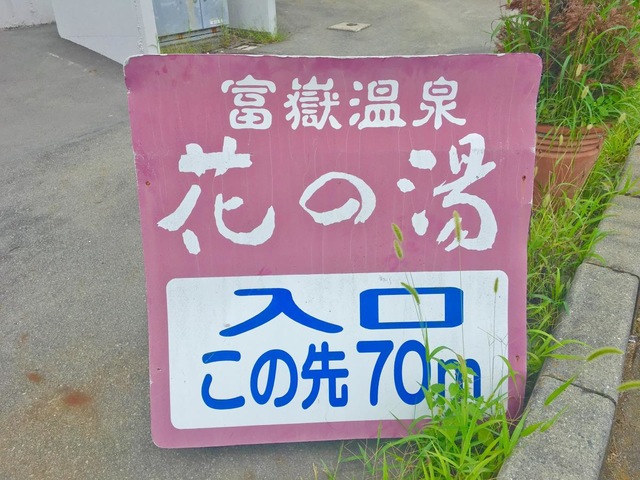 富嶽温泉
花の湯
入口
この先70m